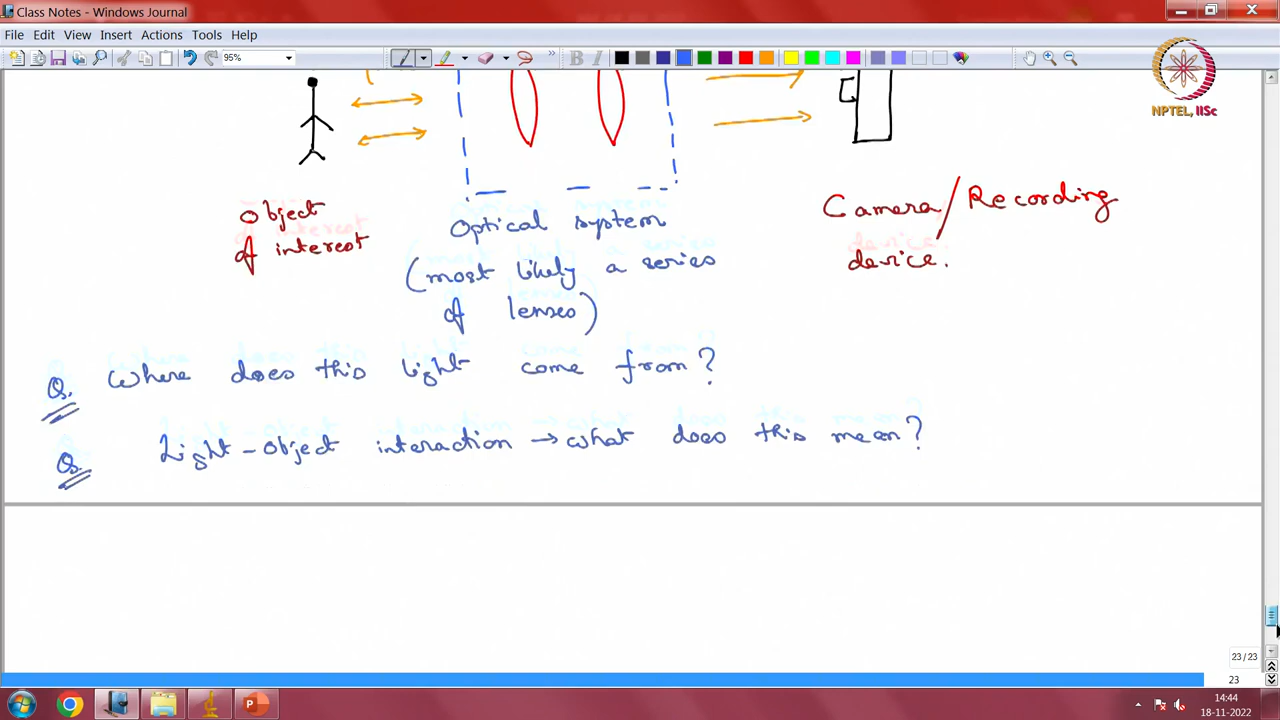 Class Notes - Windows Journal
File Edit View Insert Actions Tools Help
95%
NPTEL, IISc
Object
of interest
Optical system
(most likely a series
of lenses)
Camera/Recording
device.
Q. Where does this light come from?
Q. Light-object interaction → what does this mean?
23/23
23
14:44
18-11-2022